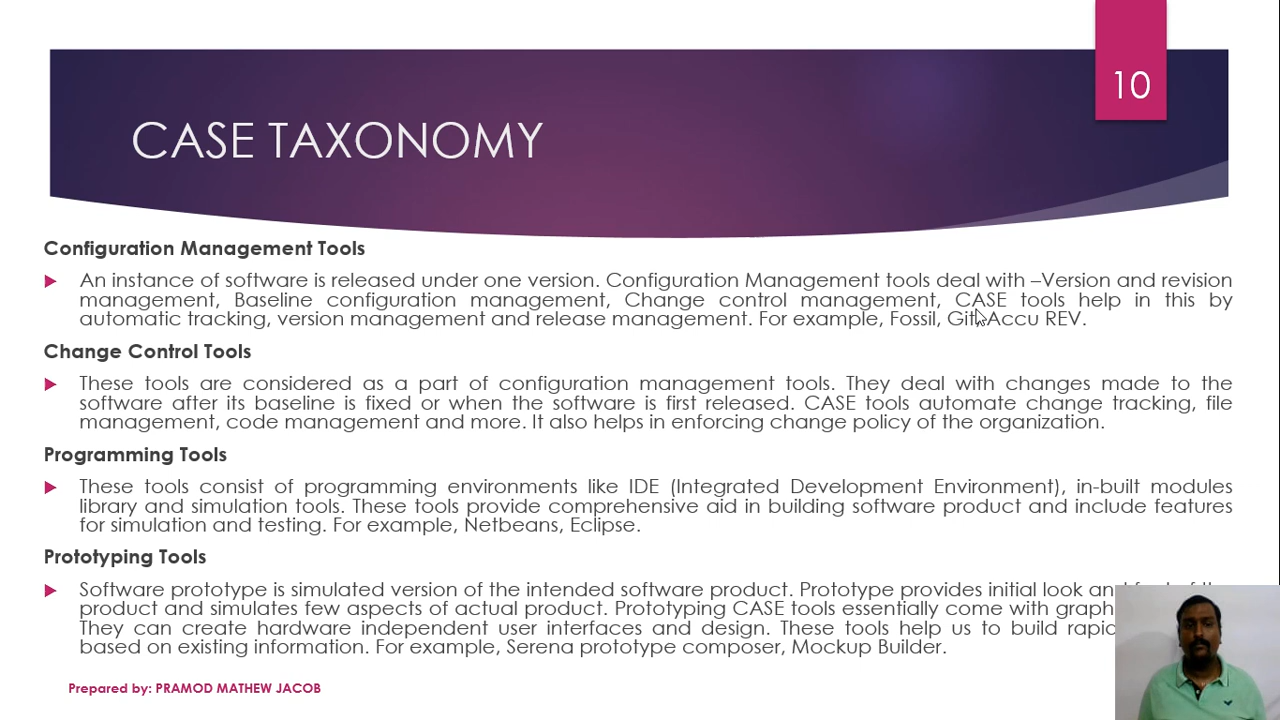 10
CASE TAXONOMY
Configuration Management Tools
An instance of software is released under one version. Configuration Management tools deal with –Version and revision
management, Baseline configuration management, Change control management, CASE tools help in this by
automatic tracking, version management and release management. For example, Fossil, Git, Accu REV.
Change Control Tools
These tools are considered as a part of configuration management tools. They deal with changes made to the
software after its baseline is fixed or when the software is first released. CASE tools automate change tracking, file
management, code management and more. It also helps in enforcing change policy of the organization.
Programming Tools
These tools consist of programming environments like IDE (Integrated Development Environment), in-built modules
library and simulation tools. These tools provide comprehensive aid in building software product and include features
for simulation and testing. For example, Netbeans, Eclipse.
Prototyping Tools
Software prototype is simulated version of the intended software product. Prototype provides initial look and
product and simulates few aspects of actual product. Prototyping CASE tools essentially come with
They can create hardware independent user interfaces and design. These tools help us to build
based on existing information. For example, Serena prototype composer, Mockup Builder.
Prepared by: PRAMOD MATHEW JACOB